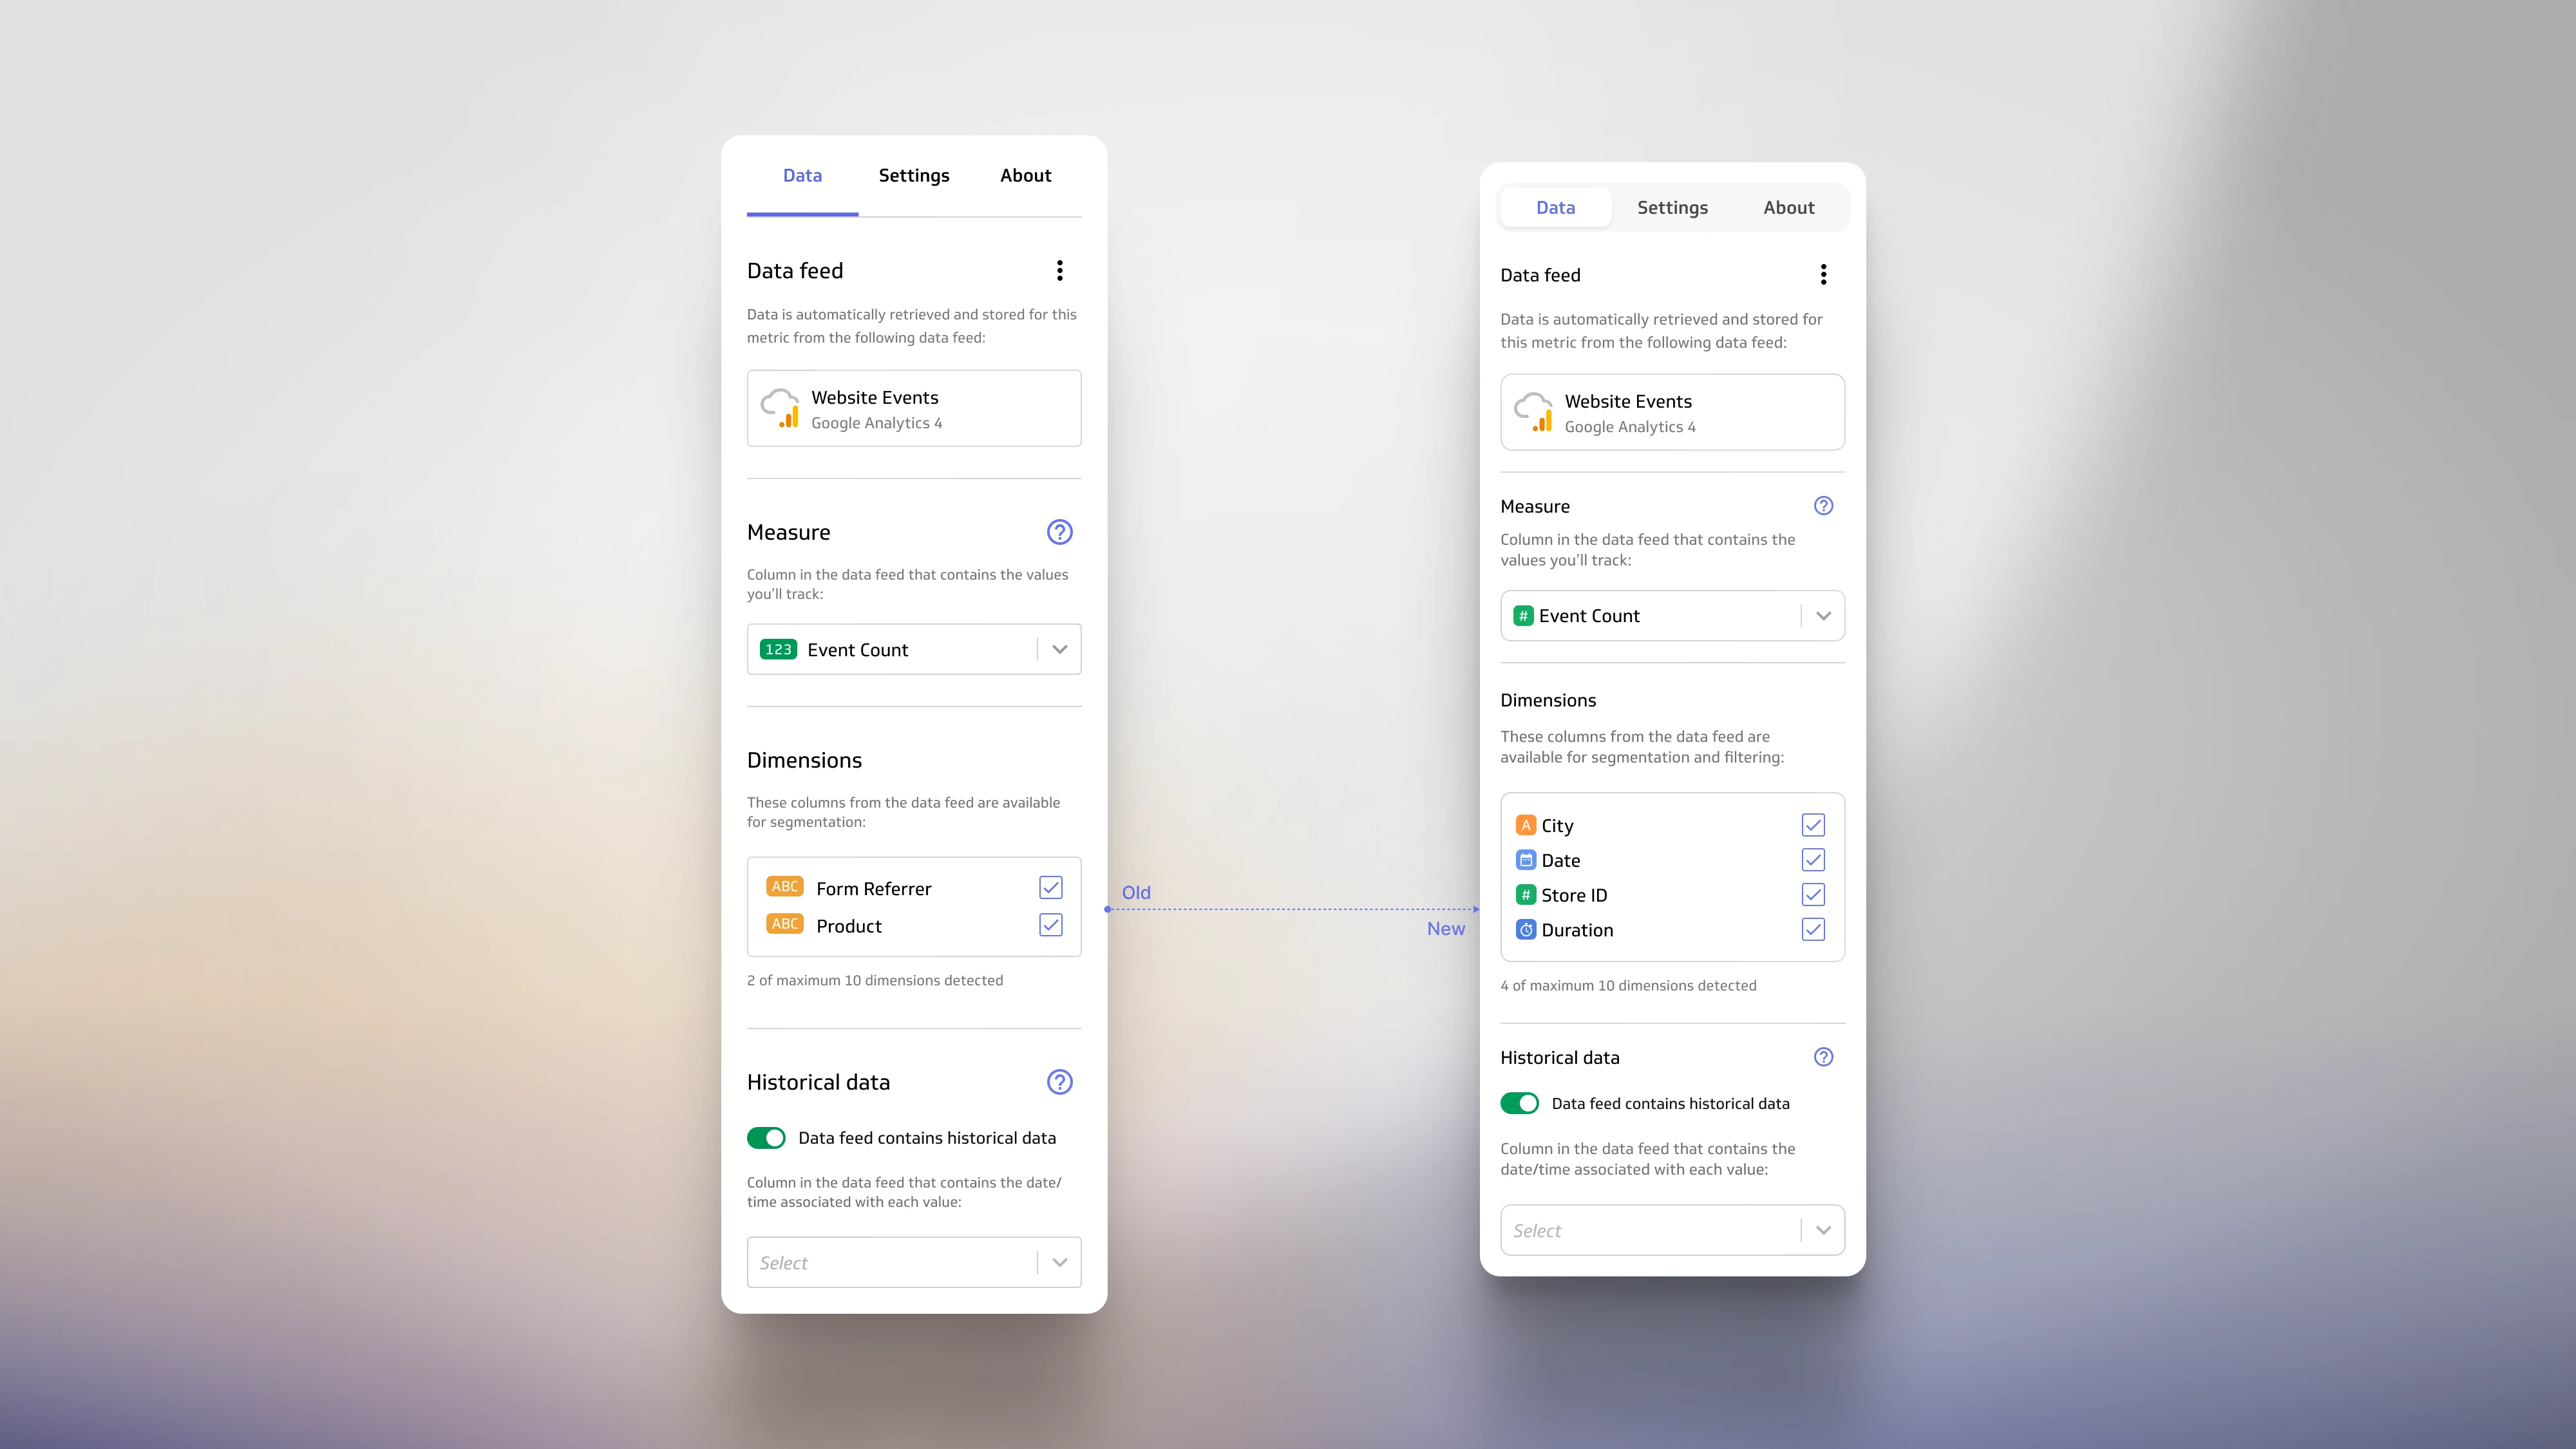 Data Settings About
Data feed
Data is automatically retrieved and stored for this
metric from the following data feed:
Website Events
Google Analytics 4
Measure
Column in the data feed that contains the values
you'll track:
123 Event Count
Dimensions
These columns from the data feed are available
for segmentation:
ABC Form Referrer
ABC Product
2 of maximum 10 dimensions detected
Historical data
Data feed contains historical data
Column in the data feed that contains the date/
time associated with each value:
Select
Old
New
Data Settings About
Data feed
Data is automatically retrieved and stored for
this metric from the following data feed:
Website Events
Google Analytics 4
Measure
Column in the data feed that contains the
values you'll track:
# Event Count
Dimensions
These columns from the data feed are
available for segmentation and filtering:
A City
Date
# Store ID
Duration
4 of maximum 10 dimensions detected
Historical data
Data feed contains historical data
Column in the data feed that contains the
date/time associated with each value:
Select